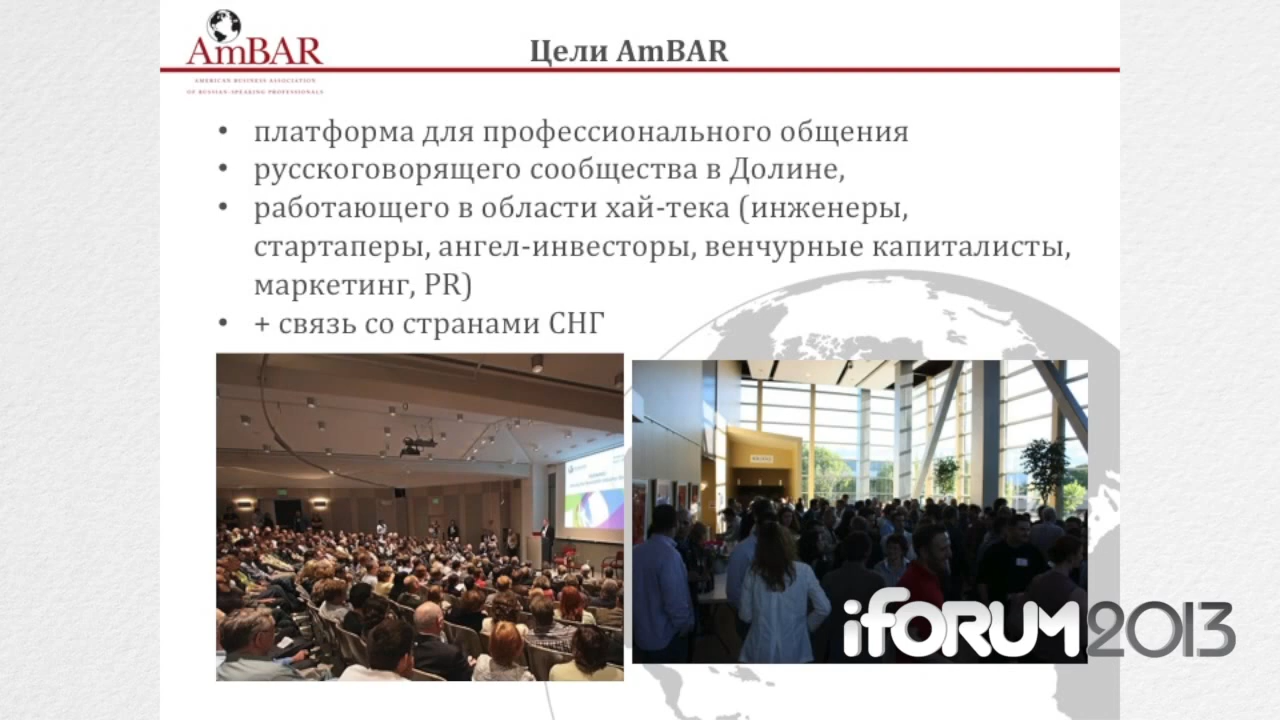 AmBAR
AMERICAN BUSINESS ASSOCIATION
OF RUSSIAN-SPEAKING PROFESSIONALS
Цели AmBAR
• платформа для профессионального общения
• русскоговорящего сообщества в Долине,
• работающего в области хай-тека (инженеры,
стартаперы, ангел-инвесторы, венчурные капиталисты,
маркетинг, PR)
• + связь со странами СНГ
iFORUM2013